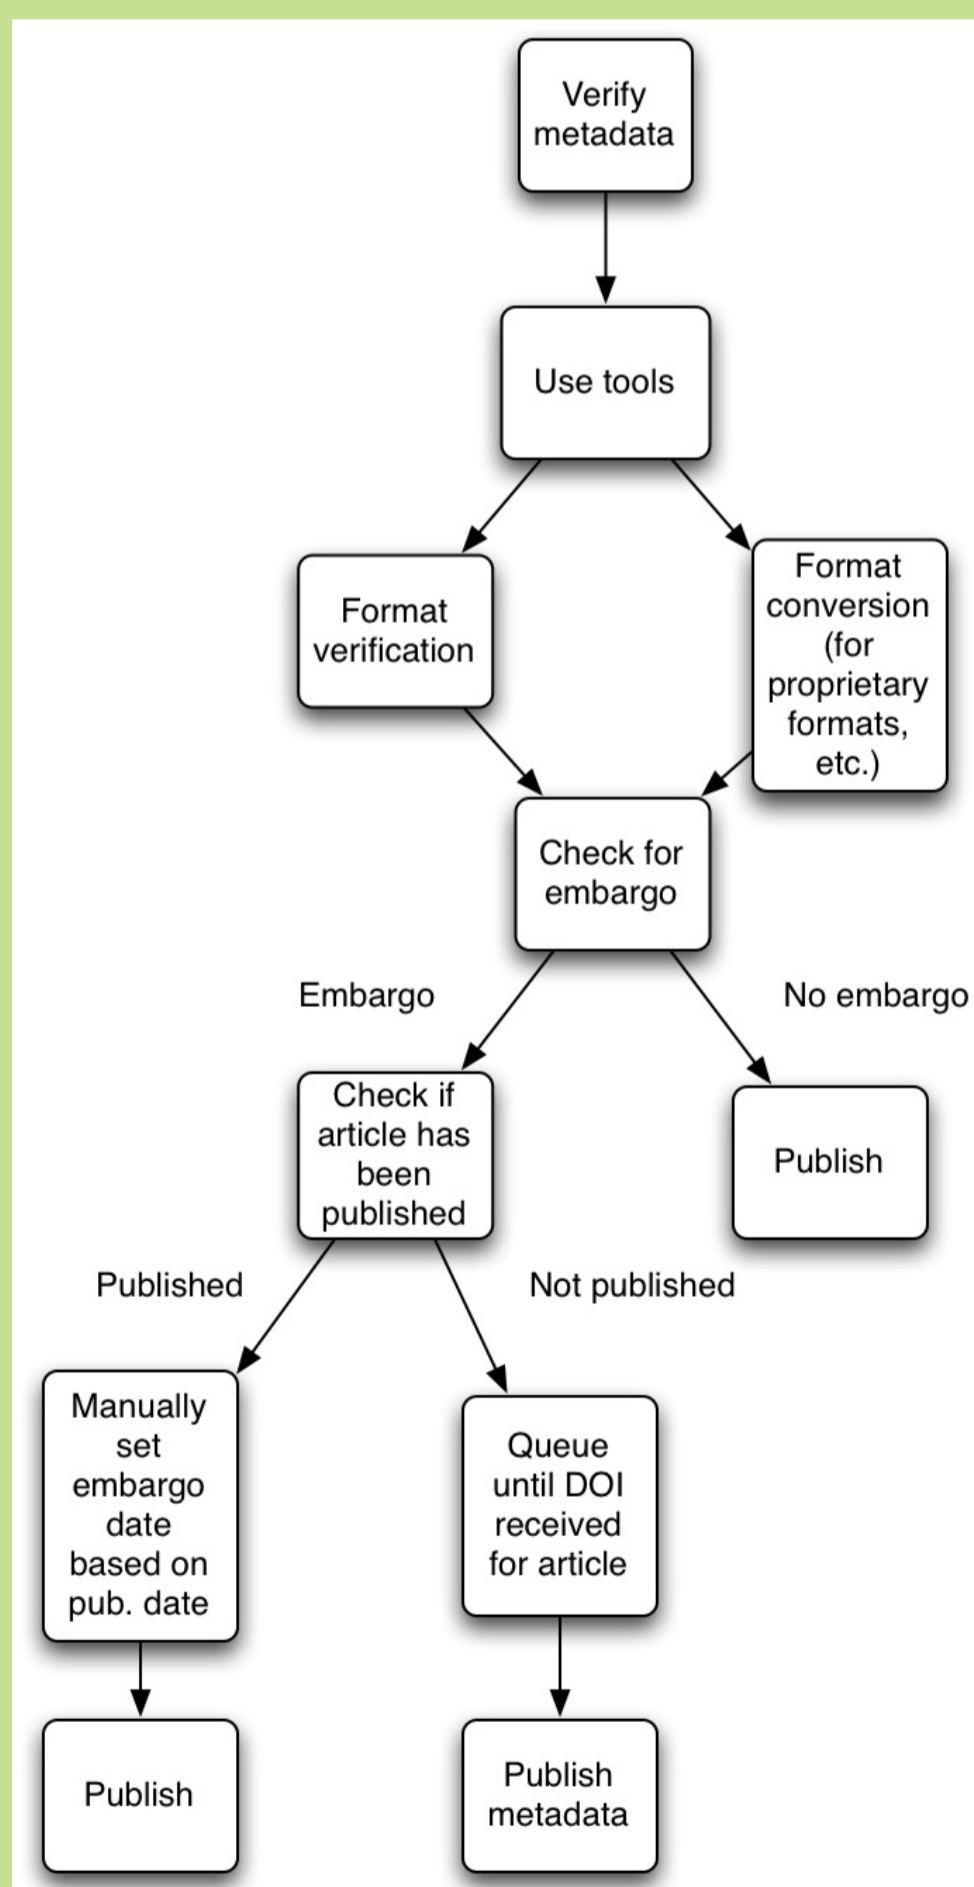 Verify
metadata
Use tools
Format
verification
Format
conversion
(for
proprietary
formats,
etc.)
Check for
embargo
Embargo
No embargo
Check if
article has
been
published
Publish
Published
Not published
Manually
set
embargo
date
based on
pub. date
Queue
until DOI
received
for article
Publish
Publish
metadata